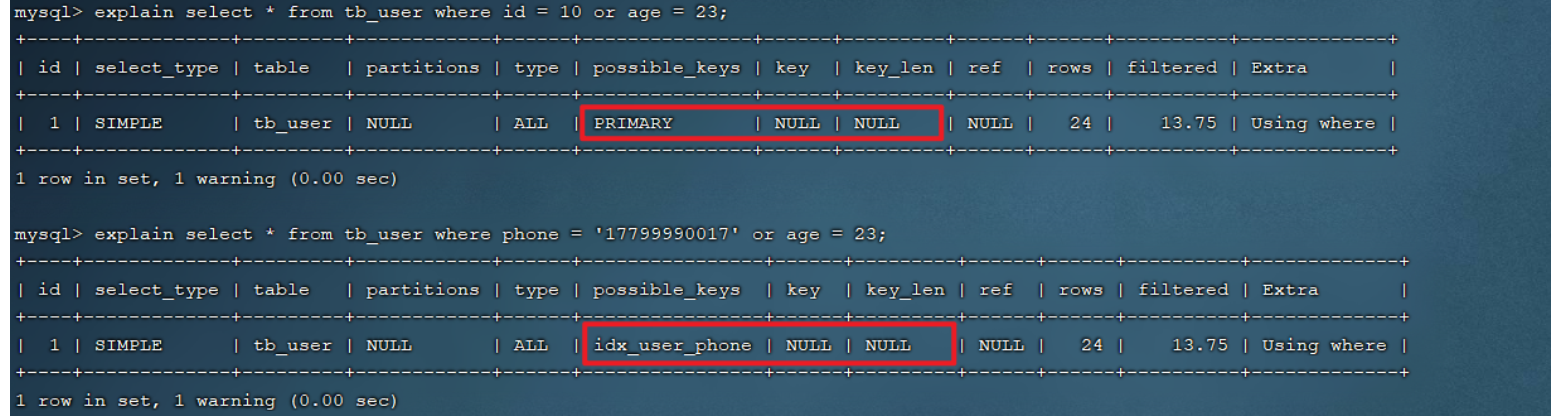 mysql> explain select * from tb_user where id = 10 or age = 23;
+----+-------------+---------+------------+------+---------------+------+---------+------+------+----------+-------------+
| id | select_type | table   | partitions | type | possible_keys | key  | key_len | ref  | rows | filtered | Extra       |
+----+-------------+---------+------------+------+---------------+------+---------+------+------+----------+-------------+
|  1 | SIMPLE      | tb_user | NULL       | ALL  | PRIMARY       | NULL | NULL    | NULL |   24 |    13.75 | Using where |
+----+-------------+---------+------------+------+---------------+------+---------+------+------+----------+-------------+
1 row in set, 1 warning (0.00 sec)
mysql> explain select * from tb_user where phone = '17799990017' or age = 23;
+----+-------------+---------+------------+------+----------------+------+---------+------+------+----------+-------------+
| id | select_type | table   | partitions | type | possible_keys  | key  | key_len | ref  | rows | filtered | Extra       |
+----+-------------+---------+------------+------+----------------+------+---------+------+------+----------+-------------+
|  1 | SIMPLE      | tb_user | NULL       | ALL  | idx_user_phone | NULL | NULL    | NULL |   24 |    13.75 | Using where |
+----+-------------+---------+------------+------+----------------+------+---------+------+------+----------+-------------+
1 row in set, 1 warning (0.00 sec)